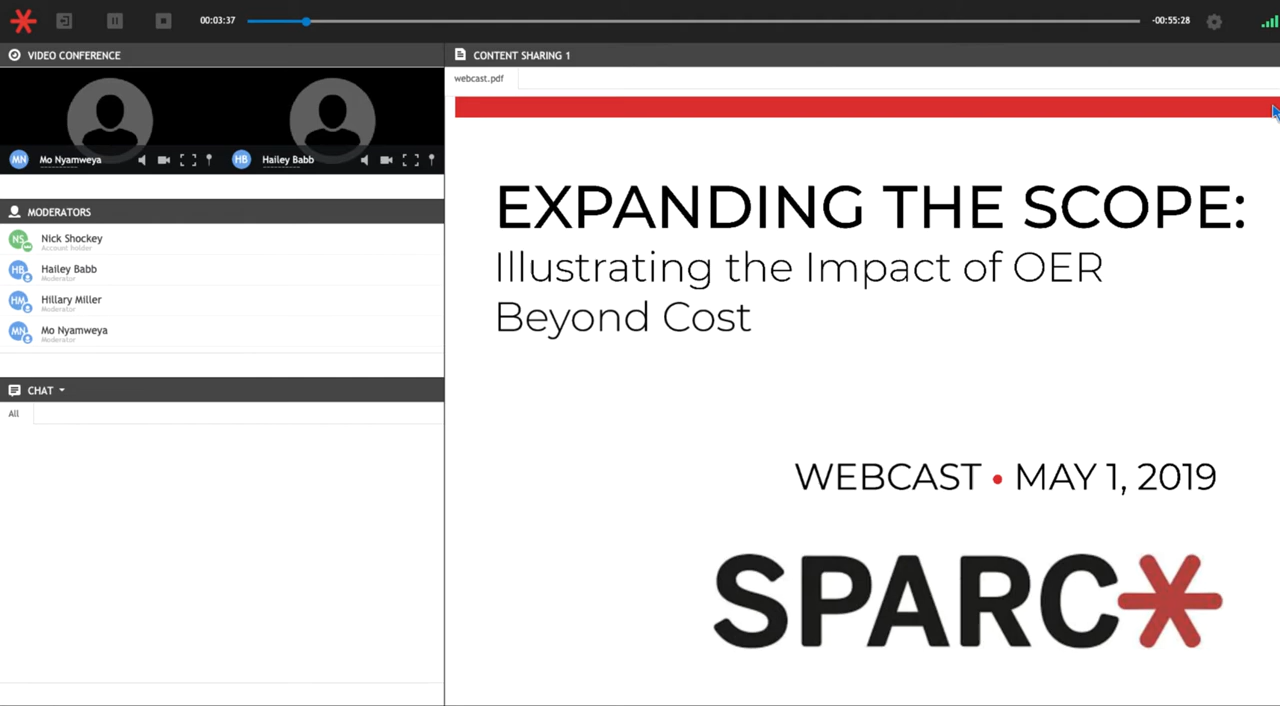 00:03:37
-00:55:28
VIDEO CONFERENCE
MN Mo Nyamweya
HB Hailey Babb
MODERATORS
NS Nick Shockey
Account holder
HB Hailey Babb
Moderator
HM Hillary Miller
Moderator
MN Mo Nyamweya
Moderator
CHAT
All
CONTENT SHARING 1
webcast.pdf
EXPANDING THE SCOPE:
Illustrating the Impact of OER
Beyond Cost
WEBCAST • MAY 1, 2019
SPARC